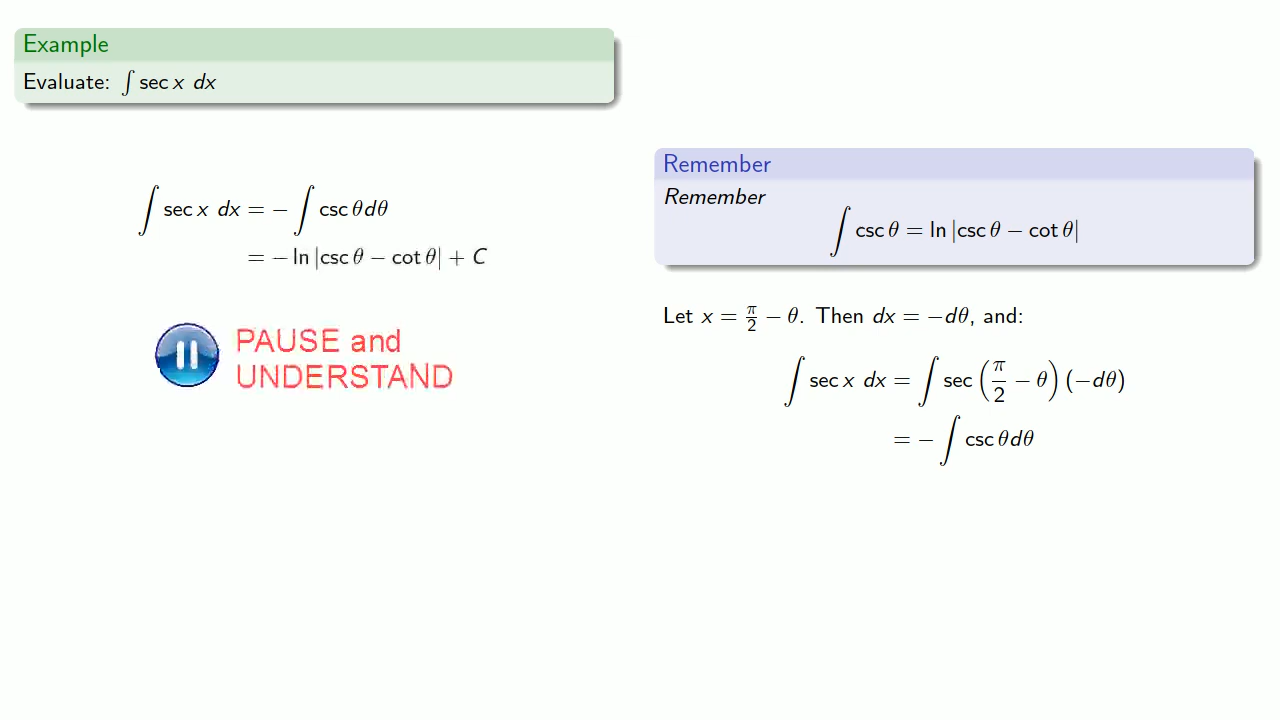 Example
Evaluate: ∫ sec x dx
∫ sec x dx = − ∫ csc θdθ
= − ln |csc θ − cot θ| + C
PAUSE and
UNDERSTAND
Remember
Remember
∫ csc θ = ln |csc θ − cot θ|
Let x = π/2 − θ. Then dx = −dθ, and:
∫ sec x dx = ∫ sec (π/2 − θ) (−dθ)
= − ∫ csc θdθ